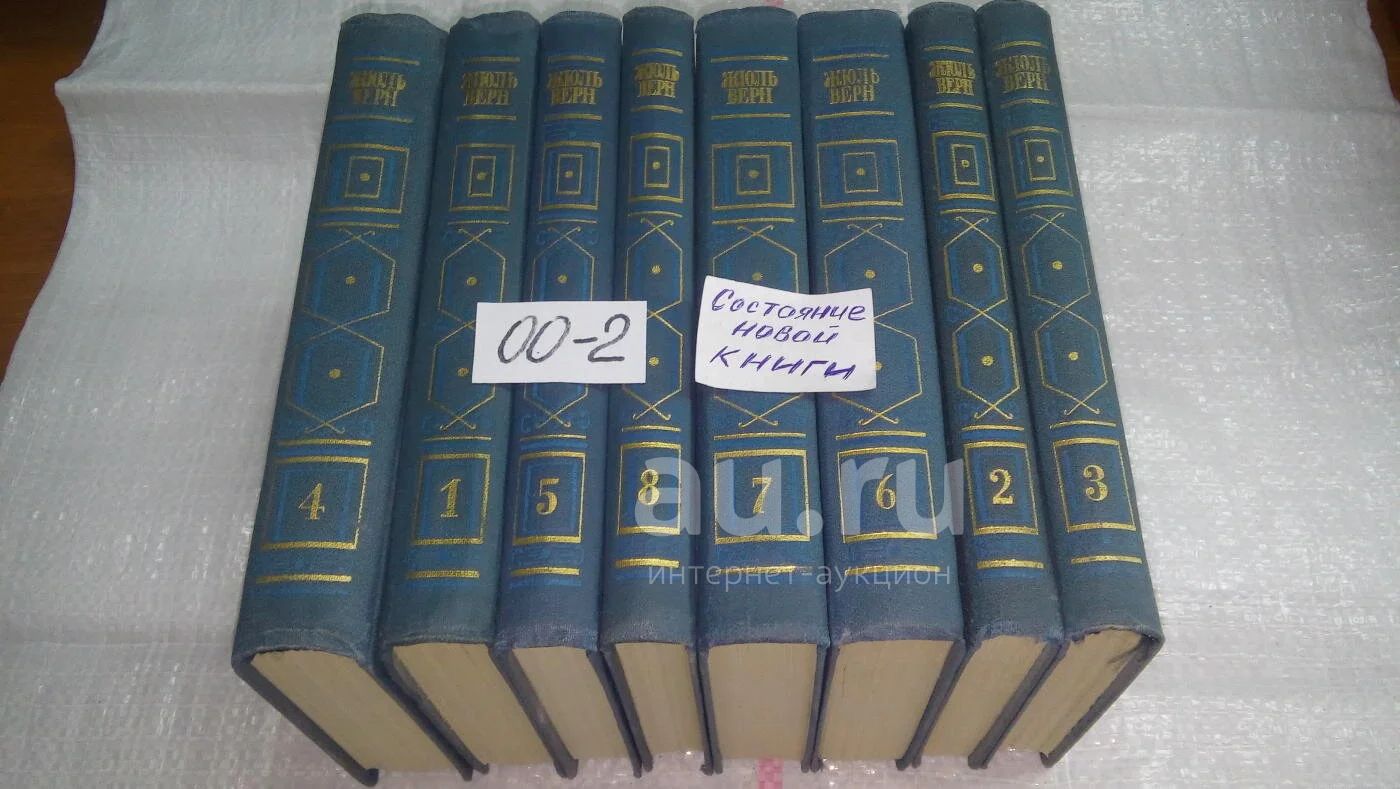 ЖЮЛЬ
ВЕРН
ЖЮЛЬ
ВЕРН
ЖЮЛЬ
ВЕРН
ЖЮЛЬ
ВЕРН
ЖЮЛЬ
ВЕРН
ЖЮЛЬ
ВЕРН
ЖЮЛЬ
ВЕРН
ЖЮЛЬ
ВЕРН
OO-2
Состояние
новой
книги
4
1
5
8
7
6
2
3
au.ru
интернет-аукцион